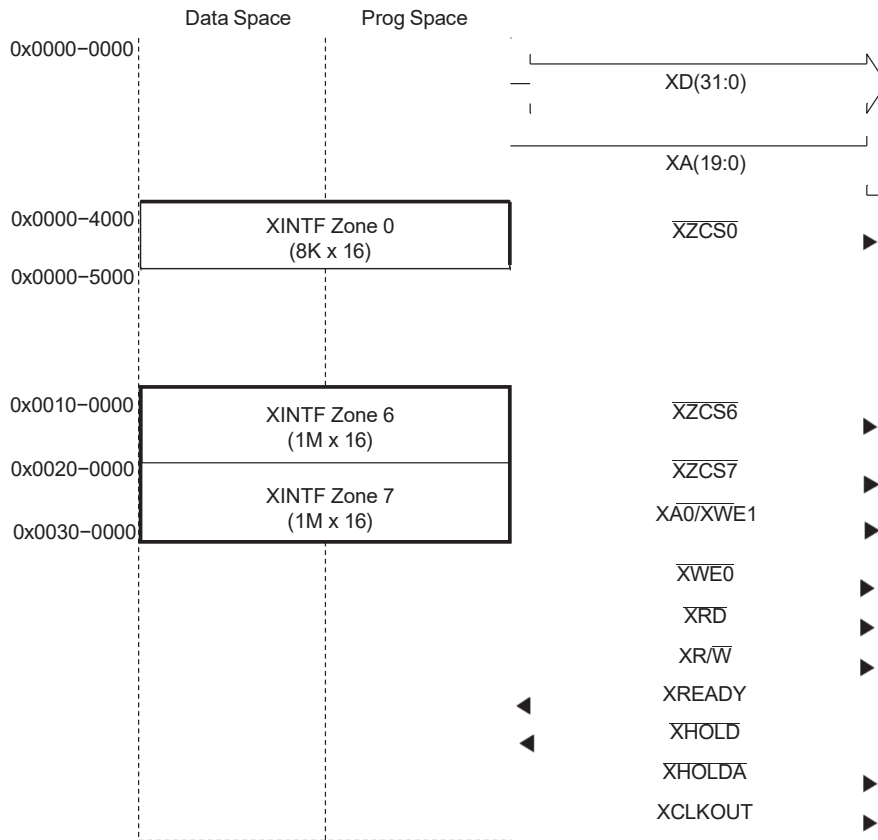 Data Space Prog Space
0x0000−0000
XD(31:0)
XA(19:0)
0x0000−4000
XINTF Zone 0
(8K x 16)
XZCS0
0x0000−5000
0x0010−0000
XINTF Zone 6
(1M x 16)
XZCS6
0x0020−0000
XZCS7
XINTF Zone 7
(1M x 16)
XA0/XWE1
0x0030−0000
XWE0
XRD
XR/W
XREADY
XHOLD
XHOLDA
XCLKOUT